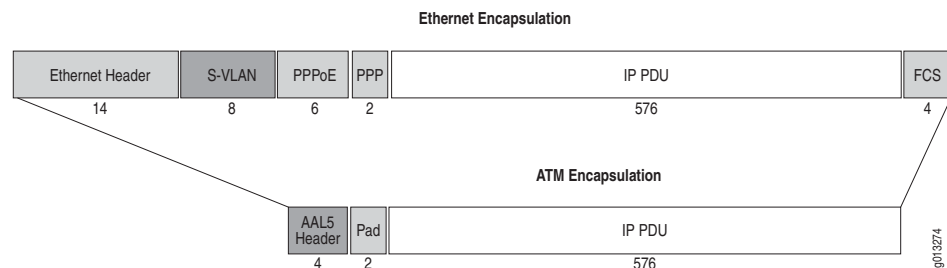 Ethernet Encapsulation
Ethernet Header S-VLAN PPPoE PPP IP PDU FCS
14 8 6 2 576 4
ATM Encapsulation
AAL5
Header Pad IP PDU
4 2 576
g013274